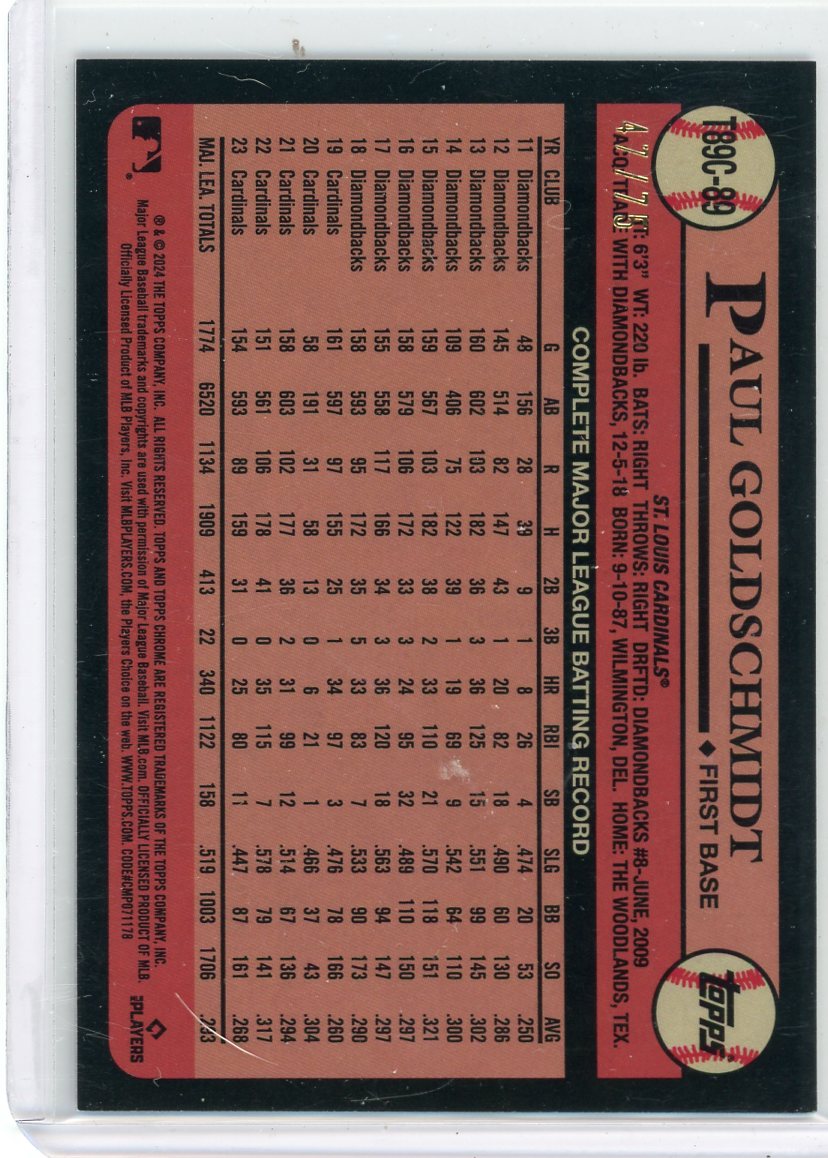 T89C-89
PAUL GOLDSCHMIDT
◆ FIRST BASE
topps
ST. LOUIS CARDINALS®
HT: 6'3" WT: 220 lb. BATS: RIGHT THROWS: RIGHT DRFTD: DIAMONDBACKS #8-JUNE, 2009
ACQ: WITH DIAMONDBACKS, 12-5-18 BORN: 9-10-87, WILMINGTON, DEL. HOME: THE WOODLANDS, TEX.
47/75
COMPLETE MAJOR LEAGUE BATTING RECORD
YR CLUB G AB R H 2B 3B HR RBI SB SLG BB SO AVG
11 Diamondbacks 48 156 28 39 9 1 8 26 4 .474 20 53 .250
12 Diamondbacks 145 514 82 147 43 1 20 82 18 .490 60 130 .286
13 Diamondbacks 160 602 103 182 36 3 36 125 15 .551 99 145 .302
14 Diamondbacks 109 406 75 122 39 1 19 69 9 .542 64 110 .300
15 Diamondbacks 159 567 103 182 38 2 33 110 21 .570 118 151 .321
16 Diamondbacks 158 579 106 172 33 3 24 95 32 .489 110 150 .297
17 Diamondbacks 155 558 117 166 34 3 36 120 18 .563 94 147 .297
18 Diamondbacks 158 593 95 172 35 5 33 83 7 .533 90 173 .290
19 Cardinals 161 597 97 155 25 1 34 97 3 .476 78 166 .260
20 Cardinals 58 191 31 58 13 0 6 21 1 .466 37 43 .304
21 Cardinals 158 603 102 177 36 2 31 99 12 .514 67 136 .294
22 Cardinals 151 561 106 178 41 0 35 115 7 .578 79 141 .317
23 Cardinals 154 593 89 159 31 0 25 80 11 .447 87 161 .268
MAJ. LEA. TOTALS 1774 6520 1134 1909 413 22 340 1122 158 .519 1003 1706 .293
® & © 2024 THE TOPPS COMPANY, INC. ALL RIGHTS RESERVED. TOPPS AND TOPPS CHROME ARE REGISTERED TRADEMARKS OF THE TOPPS COMPANY, INC.
Major League Baseball trademarks and copyrights are used with permission of Major League Baseball. Visit MLB.com. OFFICIALLY LICENSED PRODUCT OF MLB
Officially Licensed Product of MLB Players, Inc. Visit MLBPLAYERS.COM, the Players Choice on the web. WWW.TOPPS.COM. CODE#CMP071178
MLB PLAYERS